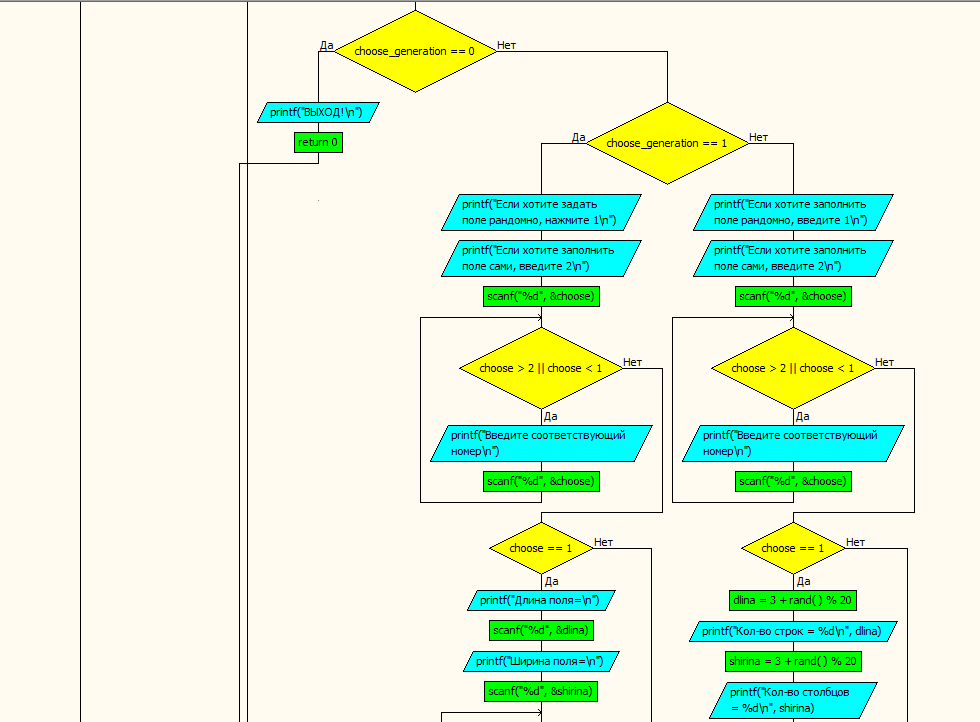 choose_generation == 0
Да
Нет
printf("ВЫХОД!\n")
return 0
choose_generation == 1
Да
Нет
printf("Если хотите задать
поле рандомно, нажмите 1\n")
printf("Если хотите заполнить
поле сами, введите 2\n")
scanf("%d", &choose)
choose > 2 || choose < 1
Нет
Да
printf("Введите соответствующий
номер\n")
scanf("%d", &choose)
choose == 1
Нет
Да
printf("Длина поля=\n")
scanf("%d", &dlina)
printf("Ширина поля=\n")
scanf("%d", &shirina)
printf("Если хотите заполнить
поле рандомно, введите 1\n")
printf("Если хотите заполнить
поле сами, введите 2\n")
scanf("%d", &choose)
choose > 2 || choose < 1
Нет
Да
printf("Введите соответствующий
номер\n")
scanf("%d", &choose)
choose == 1
Нет
Да
dlina = 3 + rand( ) % 20
printf("Кол-во строк = %d\n", dlina)
shirina = 3 + rand( ) % 20
printf("Кол-во столбцов
= %d\n", shirina)